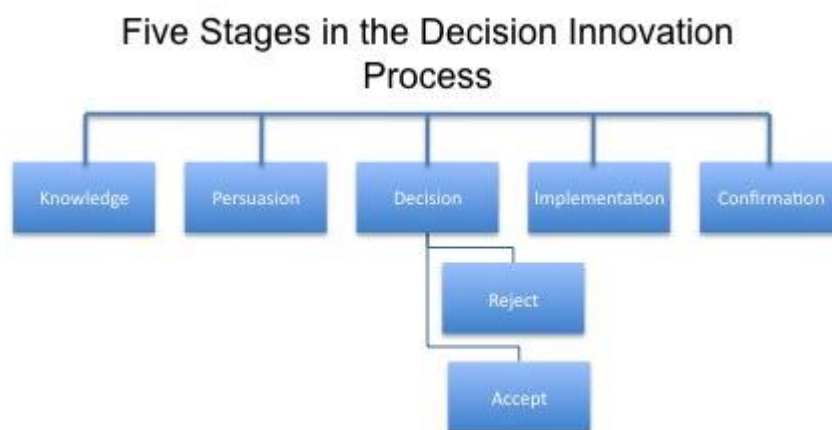 Five Stages in the Decision Innovation
Process
Knowledge
Persuasion
Decision
Implementation
Confirmation
Reject
Accept